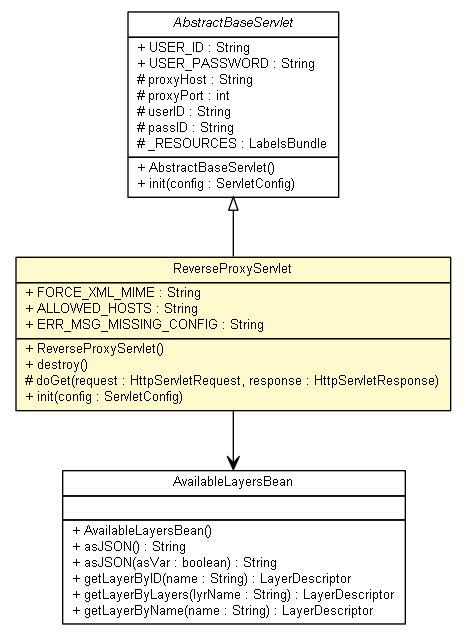 AbstractBaseServlet
+ USER_ID : String
+ USER_PASSWORD : String
# proxyHost : String
# proxyPort : int
# userID : String
# passID : String
# _RESOURCES : LabelsBundle
+ AbstractBaseServlet()
+ init(config : ServletConfig)
ReverseProxyServlet
+ FORCE_XML_MIME : String
+ ALLOWED_HOSTS : String
+ ERR_MSG_MISSING_CONFIG : String
+ ReverseProxyServlet()
+ destroy()
# doGet(request : HttpServletRequest, response : HttpServletResponse)
+ init(config : ServletConfig)
AvailableLayersBean
+ AvailableLayersBean()
+ asJSON() : String
+ asJSON(asVar : boolean) : String
+ getLayerByID(name : String) : LayerDescriptor
+ getLayerByLayers(lyrName : String) : LayerDescriptor
+ getLayerByName(name : String) : LayerDescriptor